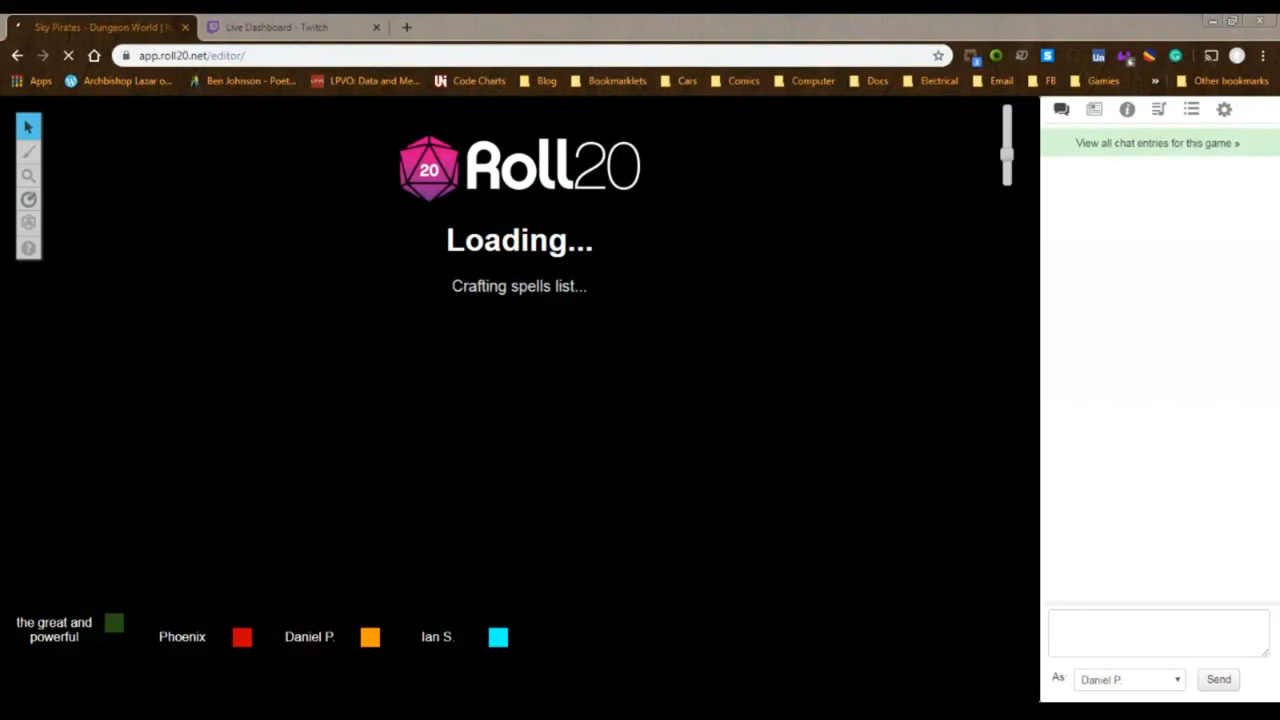 Sky Pirates - Dungeon World |
Live Dashboard - Twitch
app.roll20.net/editor/
Apps
Archbishop Lazar o...
Ben Johnson - Poet...
LPVO: Data and Me...
Code Charts
Blog
Bookmarklets
Cars
Comics
Computer
Docs
Electrical
Email
FB
Games
»
Other bookmarks
20
Roll20
Loading...
Crafting spells list...
View all chat entries for this game »
the great and
powerful
Phoenix
Daniel P.
Ian S.
As:
Daniel P.
Send